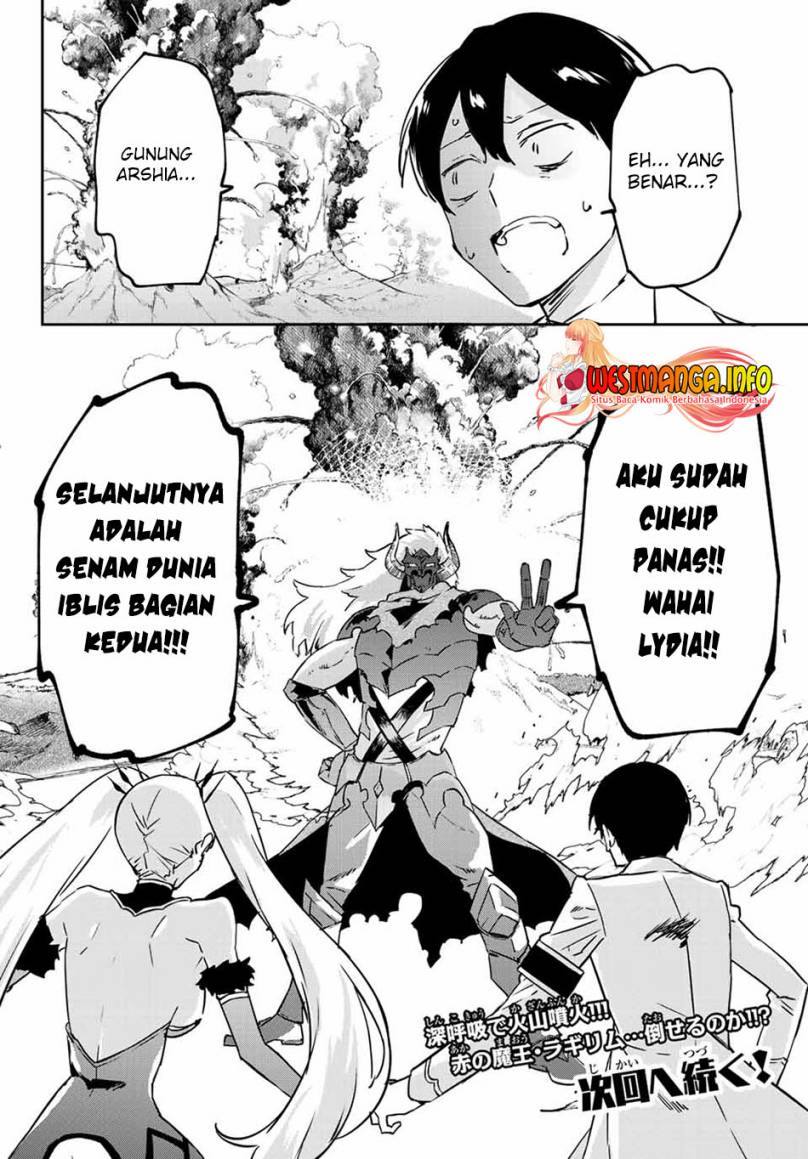 EH... YANG
BENAR...?
GUNUNG
ARSHIA...
WESTMANGA.INFO
Situs Baca Komik Berbahasa Indonesia
AKU SUDAH
CUKUP
PANAS!!
WAHAI
LYDIA!!
SELANJUTNYA
ADALAH
SENAM DUNIA
IBLIS BAGIAN
KEDUA!!!
深呼吸で火山噴火!!!
赤の魔王・ラギリム…倒せるのか!!?
次回へ続く!